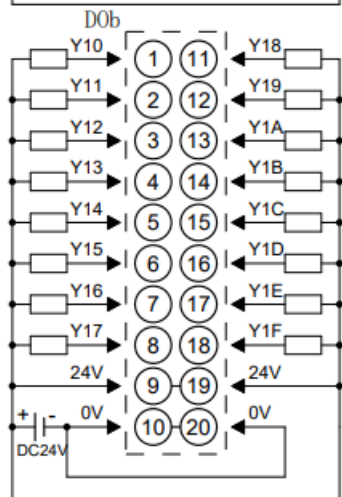 DOb
Y10 1 11 Y18
Y11 2 12 Y19
Y12 3 13 Y1A
Y13 4 14 Y1B
Y14 5 15 Y1C
Y15 6 16 Y1D
Y16 7 17 Y1E
Y17 8 18 Y1F
24V 9 19 24V
+ - 0V 10 20 0V
DC24V